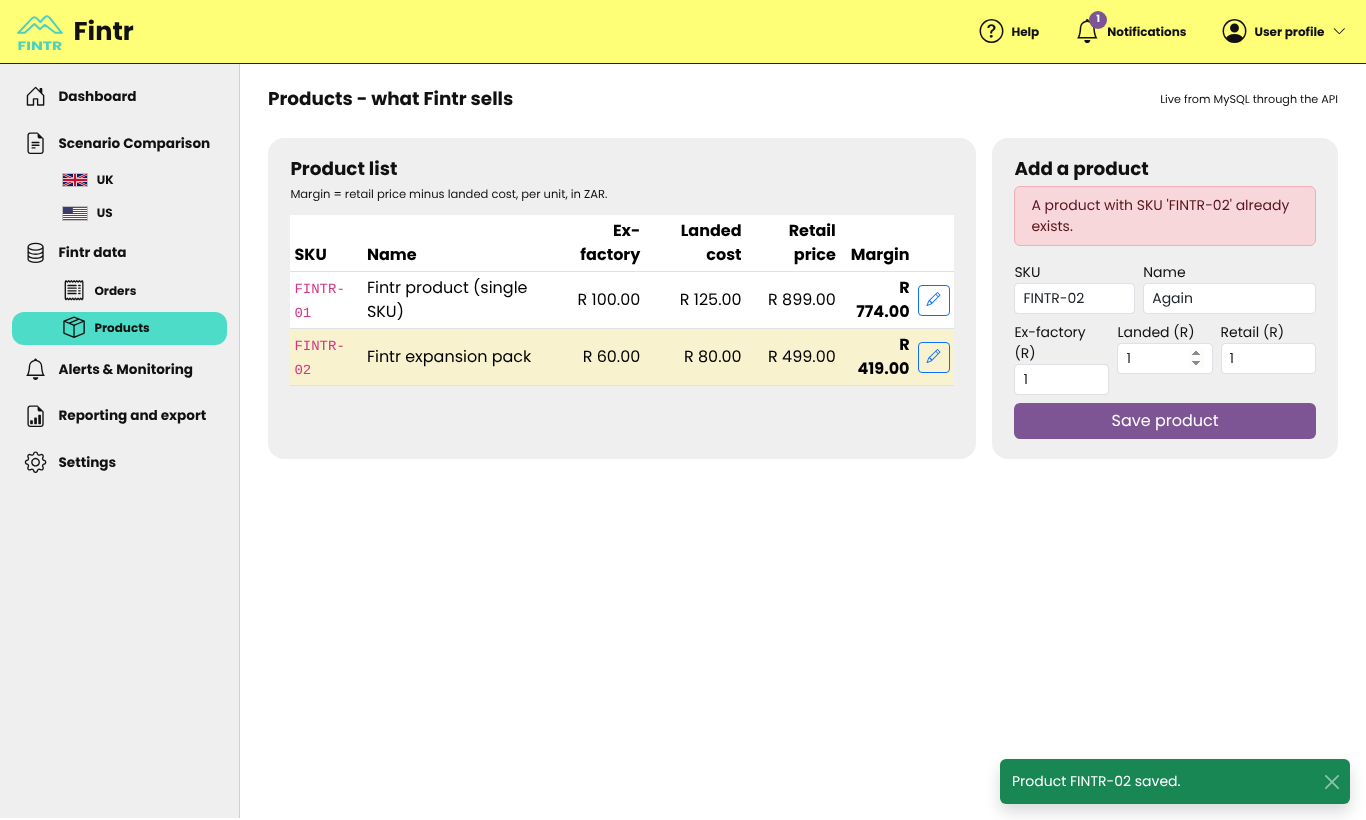 FINTR
Fintr
Help
1
Notifications
User profile
Dashboard
Scenario Comparison
UK
US
Fintr data
Orders
Products
Alerts & Monitoring
Reporting and export
Settings
Products – what Fintr sells
Live from MySQL through the API
Product list
Margin = retail price minus landed cost, per unit, in ZAR.
SKU Name Ex-factory Landed cost Retail price Margin
FINTR-01 Fintr product (single SKU) R 100.00 R 125.00 R 899.00 R 774.00
FINTR-02 Fintr expansion pack R 60.00 R 80.00 R 499.00 R 419.00
Add a product
A product with SKU 'FINTR-02' already
exists.
SKU Name
FINTR-02 Again
Ex-factory (R) Landed (R) Retail (R)
1 1 1
Save product
Product FINTR-02 saved.